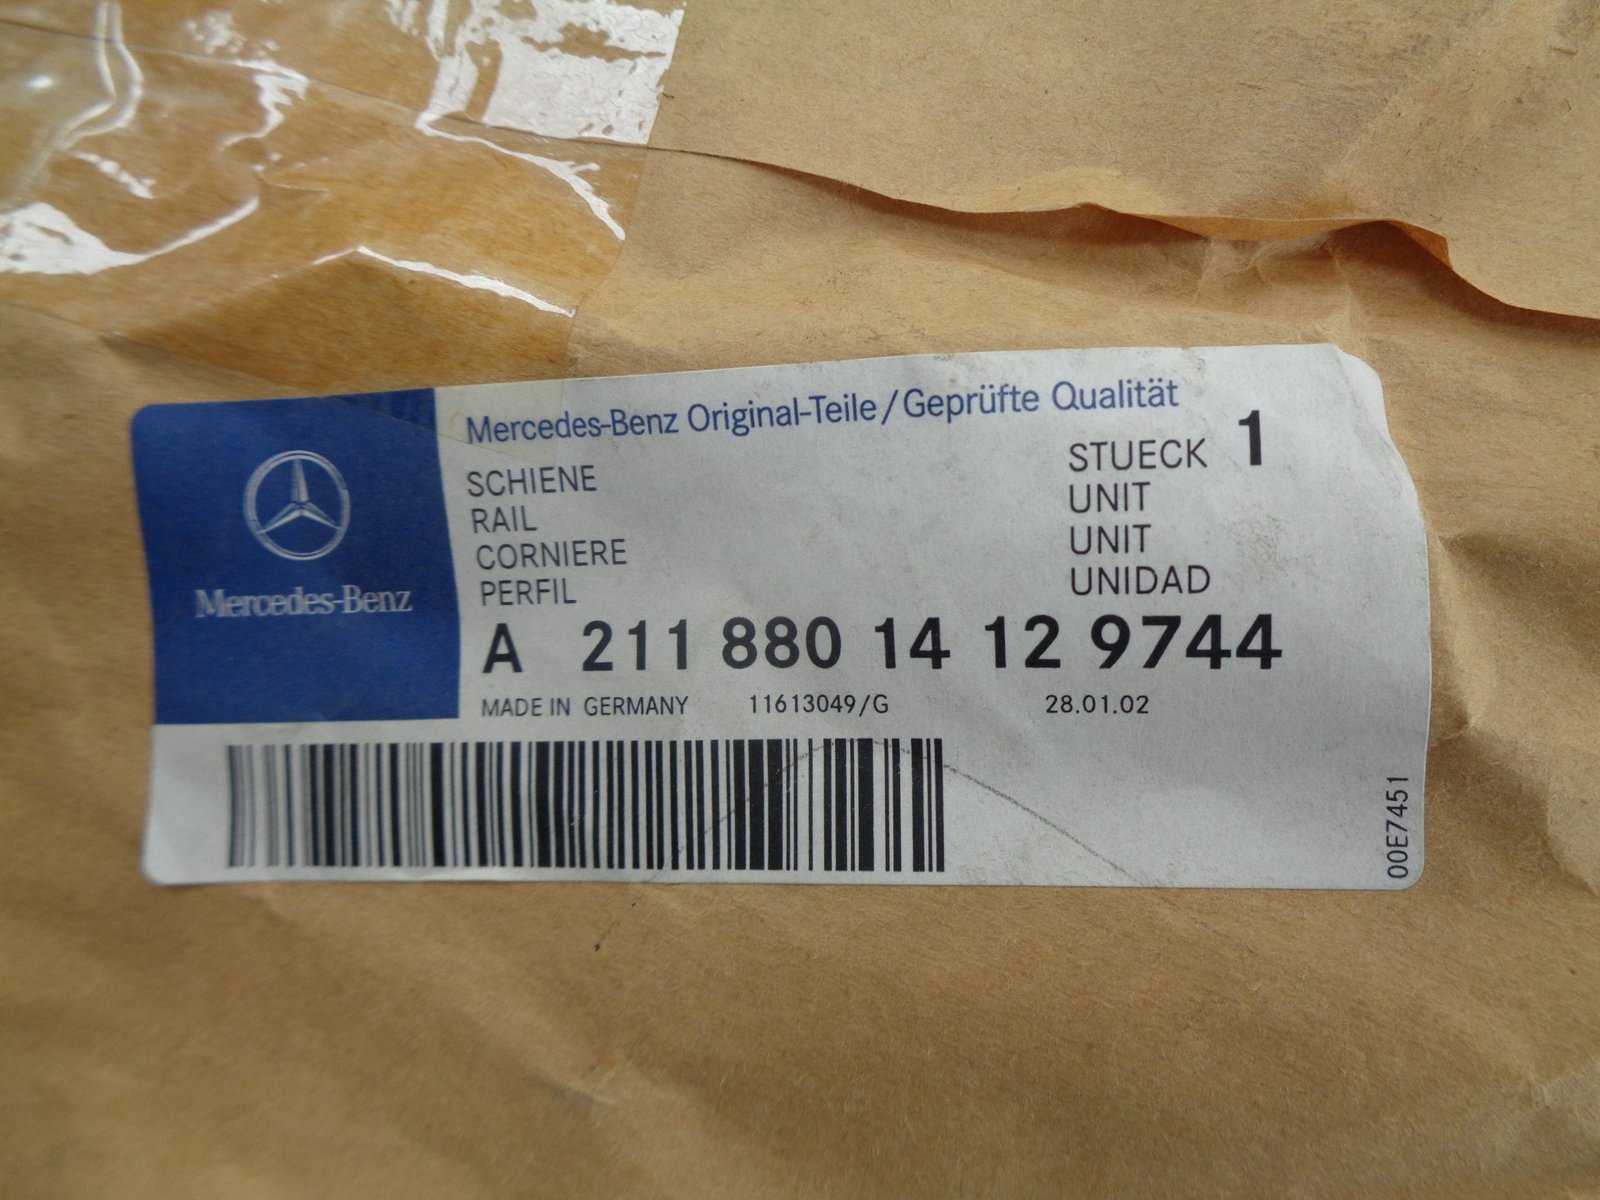 Mercedes-Benz
Mercedes-Benz Original-Teile/Geprüfte Qualität
SCHIENE
RAIL
CORNIERE
PERFIL
STUECK 1
UNIT
UNIT
UNIDAD
A 211 880 14 12 9744
MADE IN GERMANY 11613049/G 28.01.02
00E7451